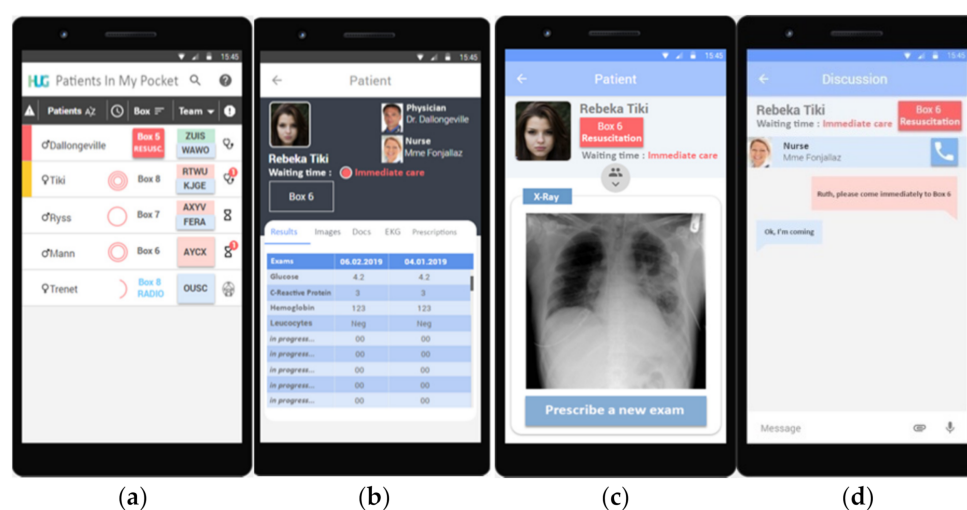 15:45
HUG Patients In My Pocket
Patients AZ Box Team
Dallongeville Box 6 RESUSC. ZUIS
WAWO
Tiki Box 8 RTWU
KJGE
Ryss Box 7 AXYV
FERA
Mann Box 6 AYCX
Trenet Box 8 RADIO OUSC
(a)
15:45
Patient
Physician
Dr. Dallongeville
Nurse
Mme Fonjallaz
Rebeka Tiki
Waiting time : Immediate care
Box 6
Results Images Docs EKG Prescriptions
Exams 06.02.2019 04.01.2019
Glucose 4.2 4.2
C-Reactive Protein 3 3
Hemoglobin 123 123
Leucocytes Neg Neg
in progress... 00 00
in progress... 00 00
in progress... 00 00
in progress... 00 00
in progress... 00 00
(b)
15:45
Patient
Rebeka Tiki
Box 6
Resuscitation
Waiting time : Immediate care
X-Ray
L
Prescribe a new exam
(c)
15:45
Discussion
Rebeka Tiki
Waiting time : Immediate care
Box 6
Resuscitation
Nurse
Mme Fonjallaz
Ruth, please come immediately to Box 6
Ok, I'm coming
Message
(d)